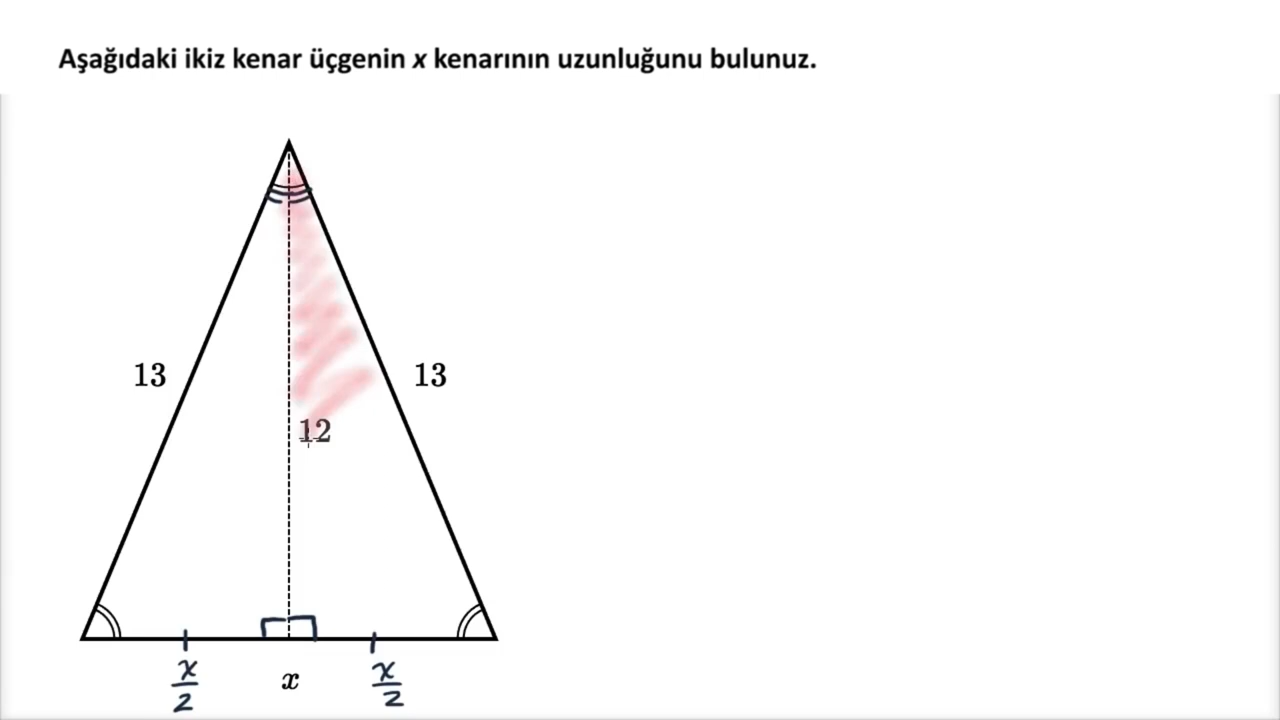 Aşağıdaki ikiz kenar üçgenin x kenarının uzunluğunu bulunuz.
13
13
12
x/2
x
x/2